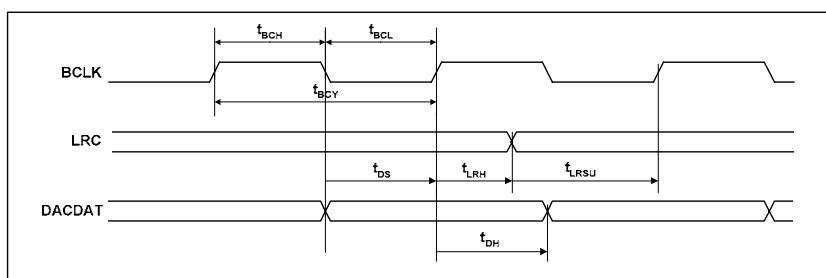 tBCH tBCL
BCLK
tBCY
LRC
tDS tLRH tLRSU
DACDAT
tDH